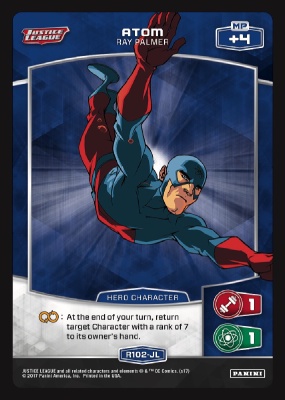 JUSTICE LEAGUE
ATOM
RAY PALMER
MP
+4
HERO CHARACTER
: At the end of your turn, return
target Character with a rank of 7
to its owner's hand.
1
1
R102-JL
JUSTICE LEAGUE and all related characters and elements © & ™ DC Comics. (s17)
© 2017 Panini America, Inc. Printed in the USA.
PANINI